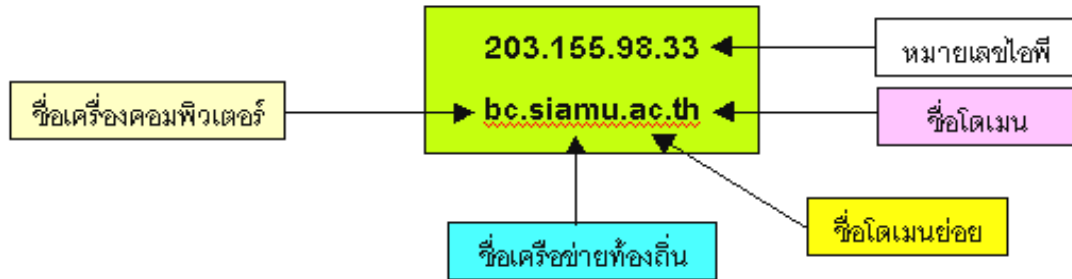 203.155.98.33
หมายเลขไอพี
ชื่อเครื่องคอมพิวเตอร์
bc.siamu.ac.th
ชื่อโดเมน
ชื่อโดเมนย่อย
ชื่อเครือข่ายท้องถิ่น